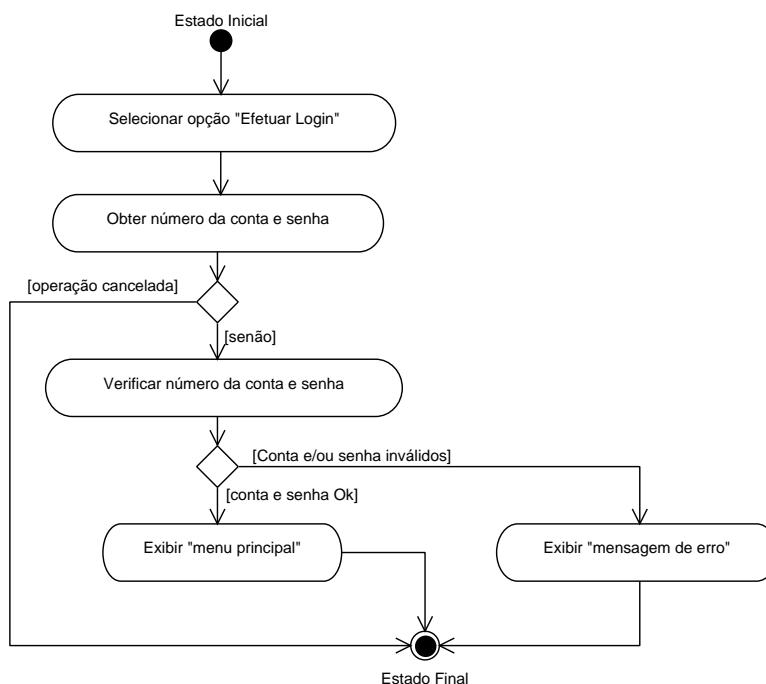 Estado Inicial
Selecionar opção "Efetuar Login"
Obter número da conta e senha
[operação cancelada]
[senão]
Verificar número da conta e senha
[Conta e/ou senha inválidos]
[conta e senha Ok]
Exibir "menu principal"
Exibir "mensagem de erro"
Estado Final